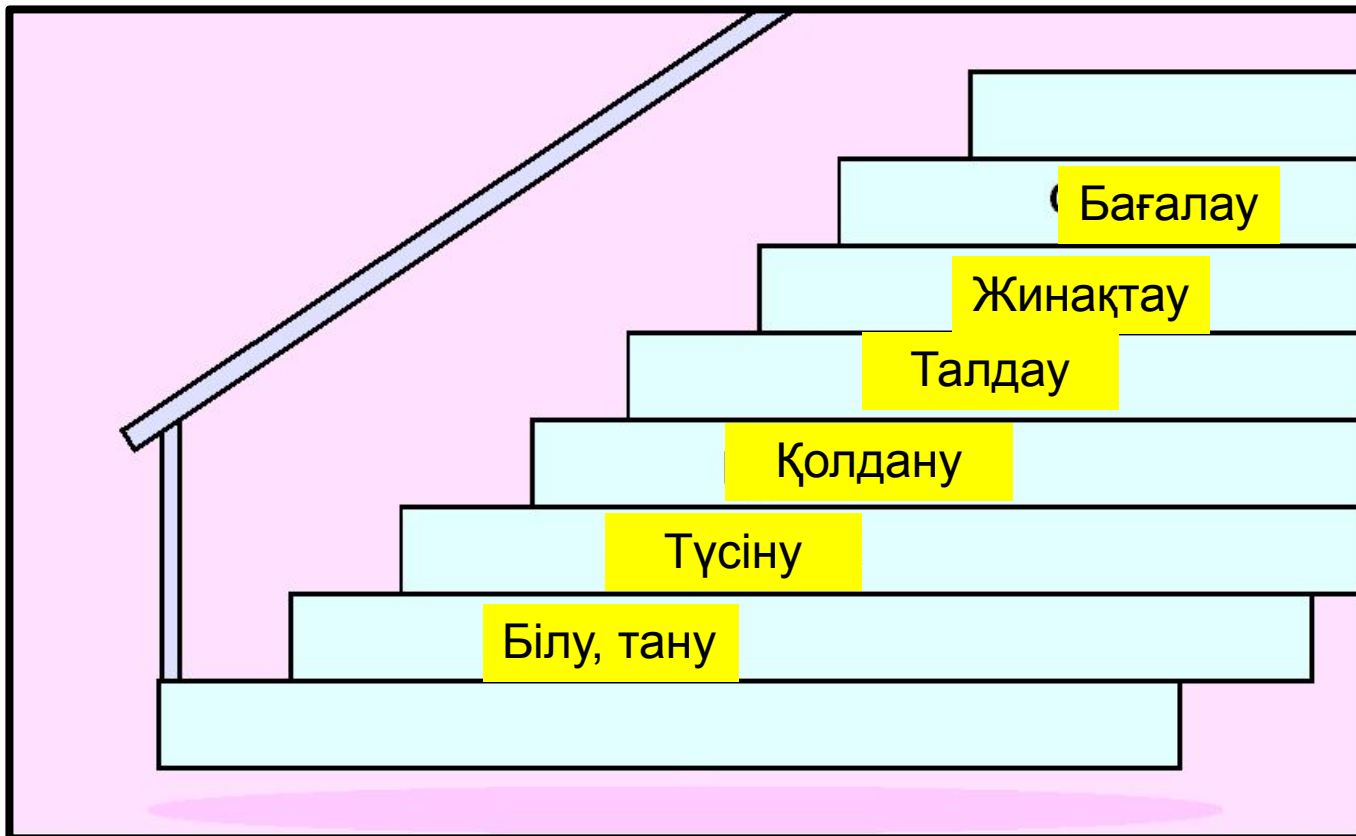 Бағалау
Жинақтау
Талдау
Қолдану
Түсіну
Білу, тану